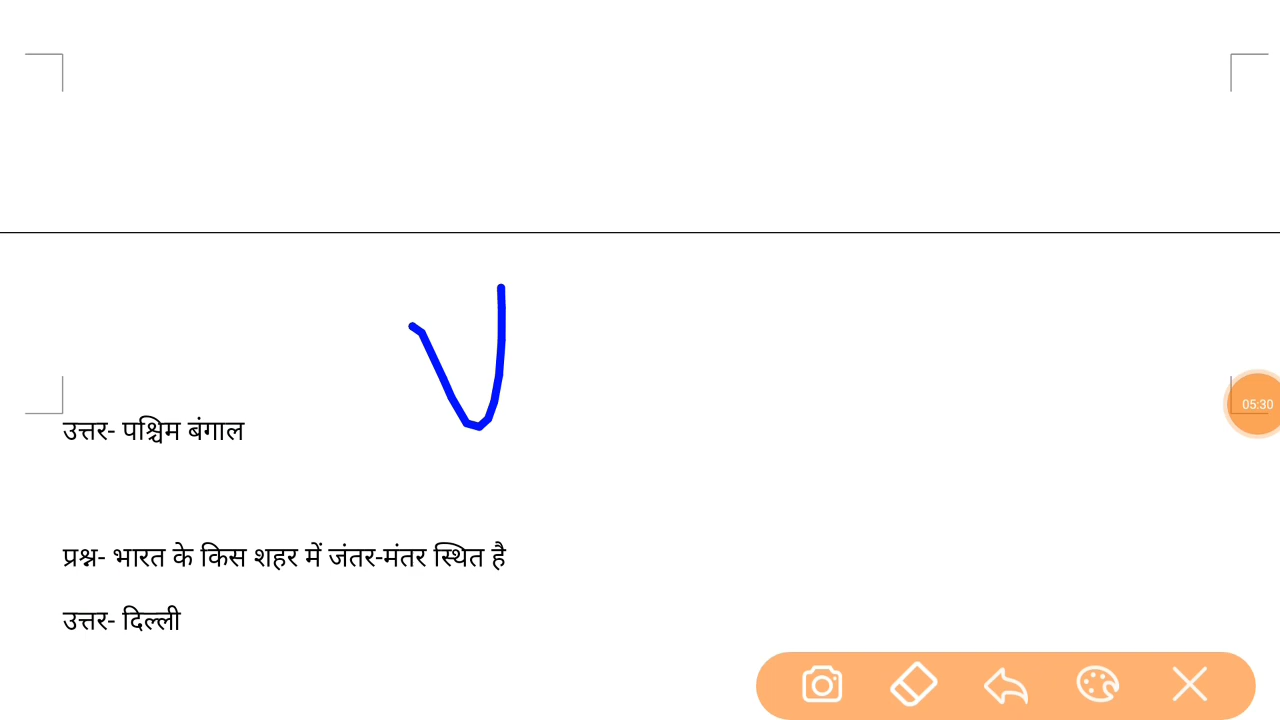 05:30
उत्तर- पश्चिम बंगाल
प्रश्न- भारत के किस शहर में जंतर-मंतर स्थित है
उत्तर- दिल्ली